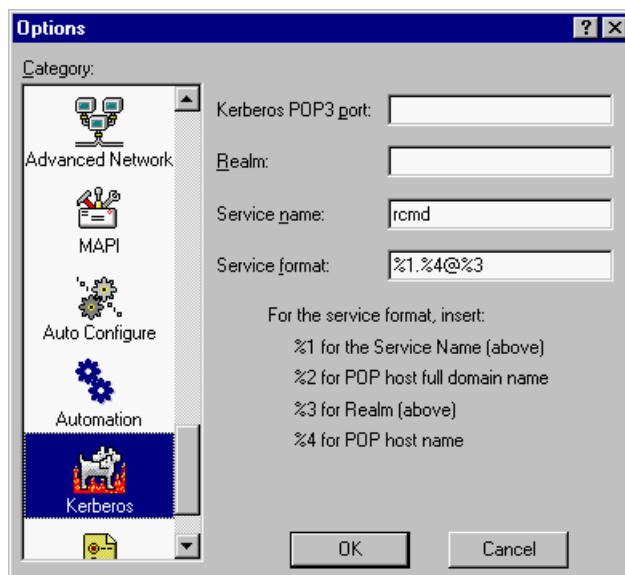 Options
Category:
Advanced Network
MAPI
Auto Configure
Automation
Kerberos
Kerberos POP3 port:
Realm:
Service name: rcmd
Service format: %1.%4@%3
For the service format, insert:
%1 for the Service Name (above)
%2 for POP host full domain name
%3 for Realm (above)
%4 for POP host name
OK Cancel